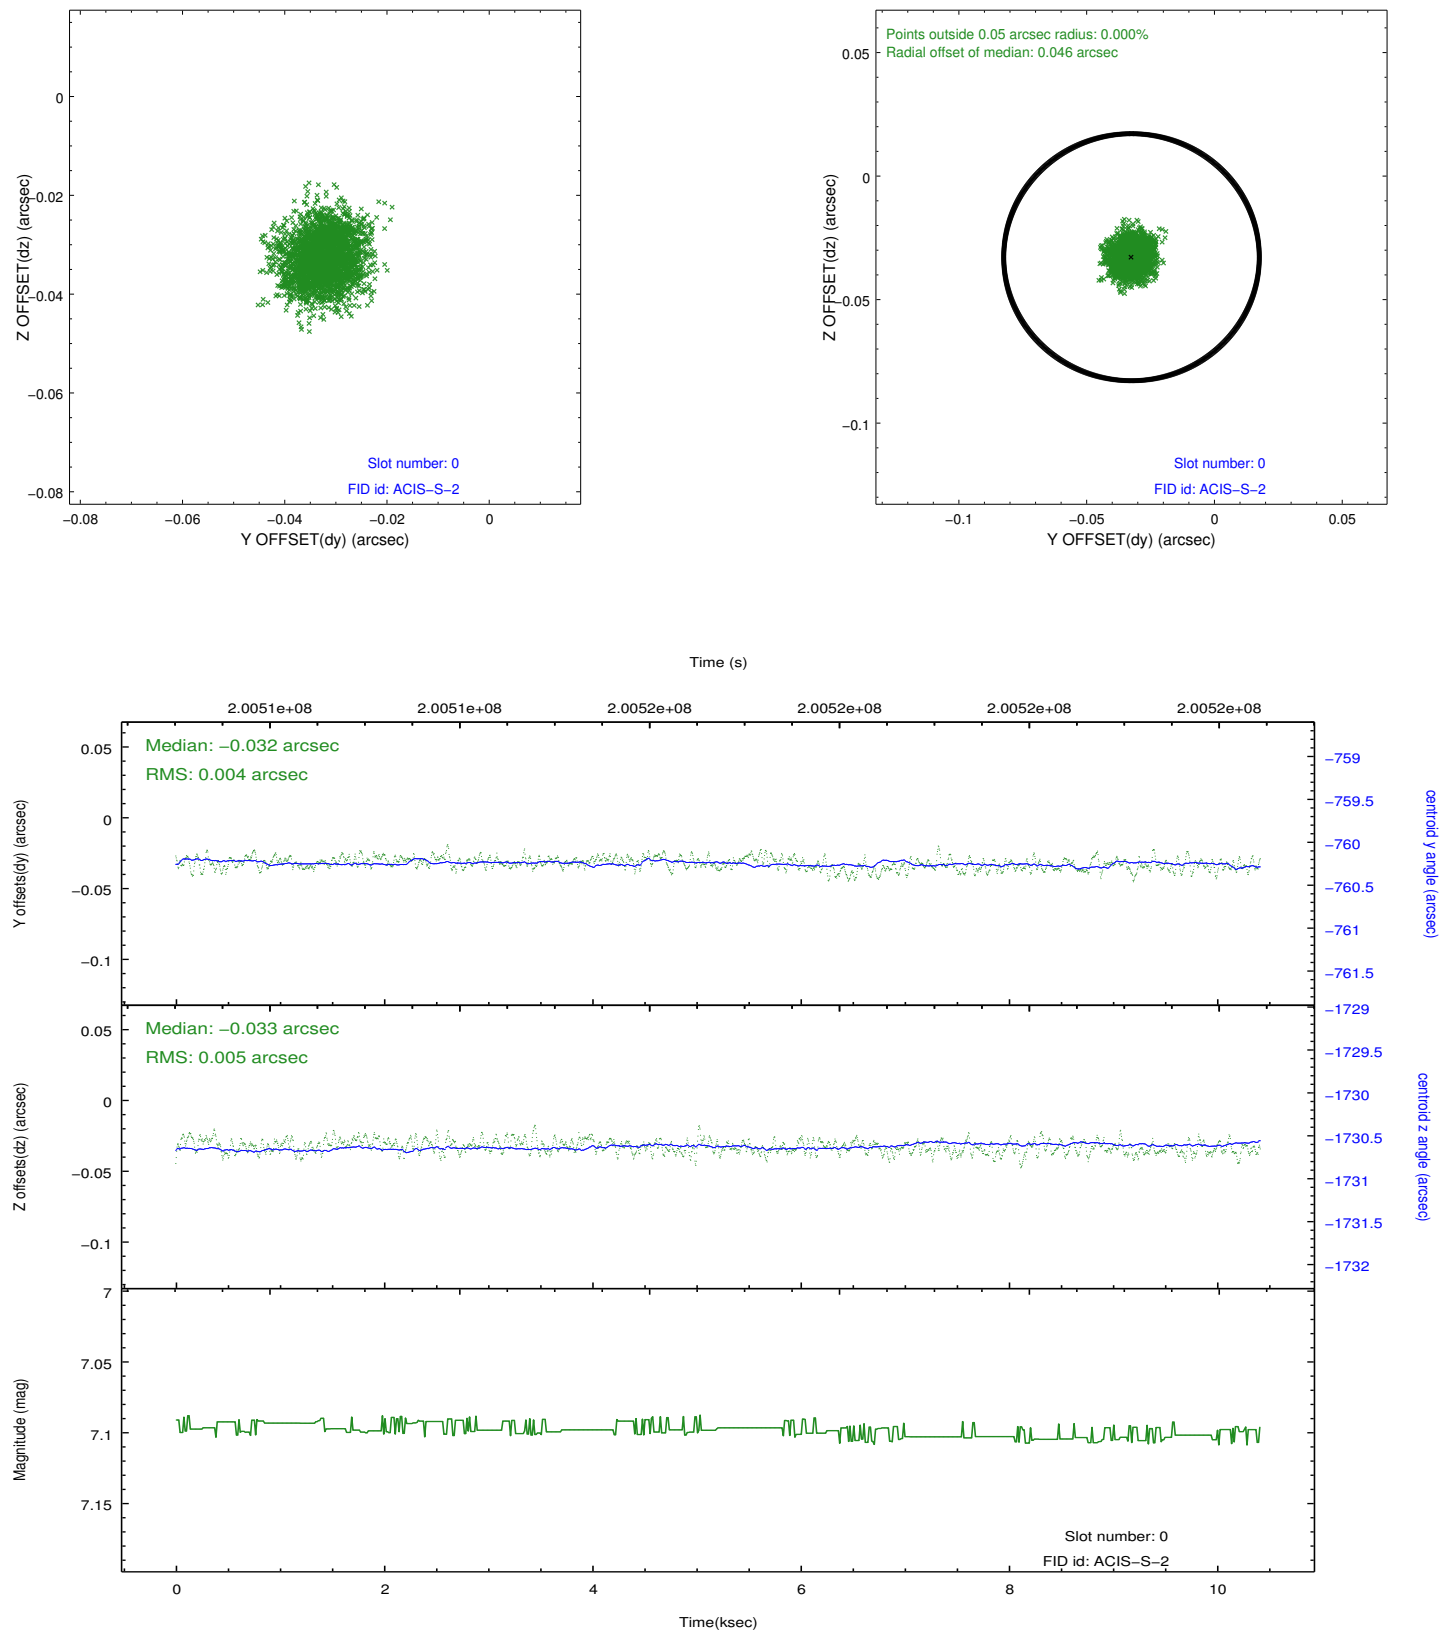 0
−0.02
−0.04
−0.06
−0.08
Z OFFSET(dz) (arcsec)
Slot number: 0
FID id: ACIS−S−2
−0.08
−0.06
−0.04
−0.02
0
Y OFFSET(dy) (arcsec)
Points outside 0.05 arcsec radius: 0.000%
Radial offset of median: 0.046 arcsec
0.05
0
−0.05
−0.1
Z OFFSET(dz) (arcsec)
Slot number: 0
FID id: ACIS−S−2
−0.1
−0.05
0
0.05
Y OFFSET(dy) (arcsec)
Time (s)
2.0051e+08
2.0051e+08
2.0052e+08
2.0052e+08
2.0052e+08
2.0052e+08
Median: −0.032 arcsec
RMS: 0.004 arcsec
0.05
0
−0.05
−0.1
Y offsets(dy) (arcsec)
−759
−759.5
−760
−760.5
−761
−761.5
centroid y angle (arcsec)
Median: −0.033 arcsec
RMS: 0.005 arcsec
0.05
0
−0.05
−0.1
Z offsets(dz) (arcsec)
−1729
−1729.5
−1730
−1730.5
−1731
−1731.5
−1732
centroid z angle (arcsec)
7
7.05
7.1
7.15
Magnitude (mag)
Slot number: 0
FID id: ACIS−S−2
0
2
4
6
8
10
Time(ksec)